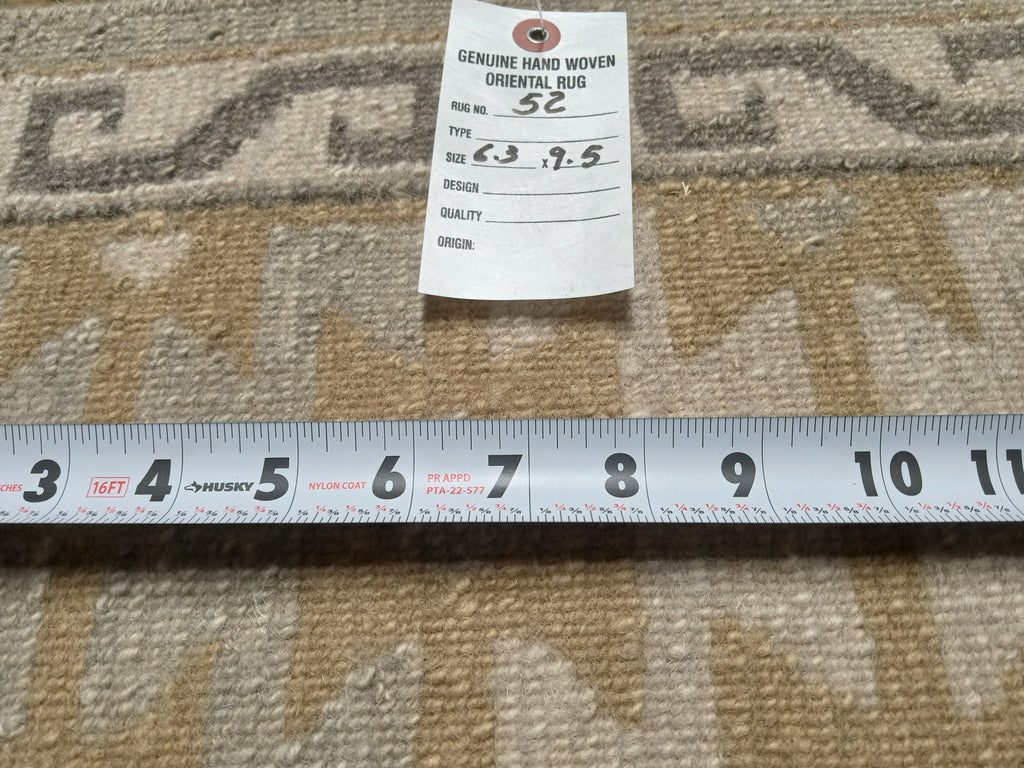 GENUINE HAND WOVEN
ORIENTAL RUG
RUG NO. 52
TYPE
SIZE 6.3 x 9.5
DESIGN
QUALITY
ORIGIN:
CHES 3 16FT 4 HUSKY 5 NYLON COAT 6 PR APPD PTA-22-577 7 8 9 10 11